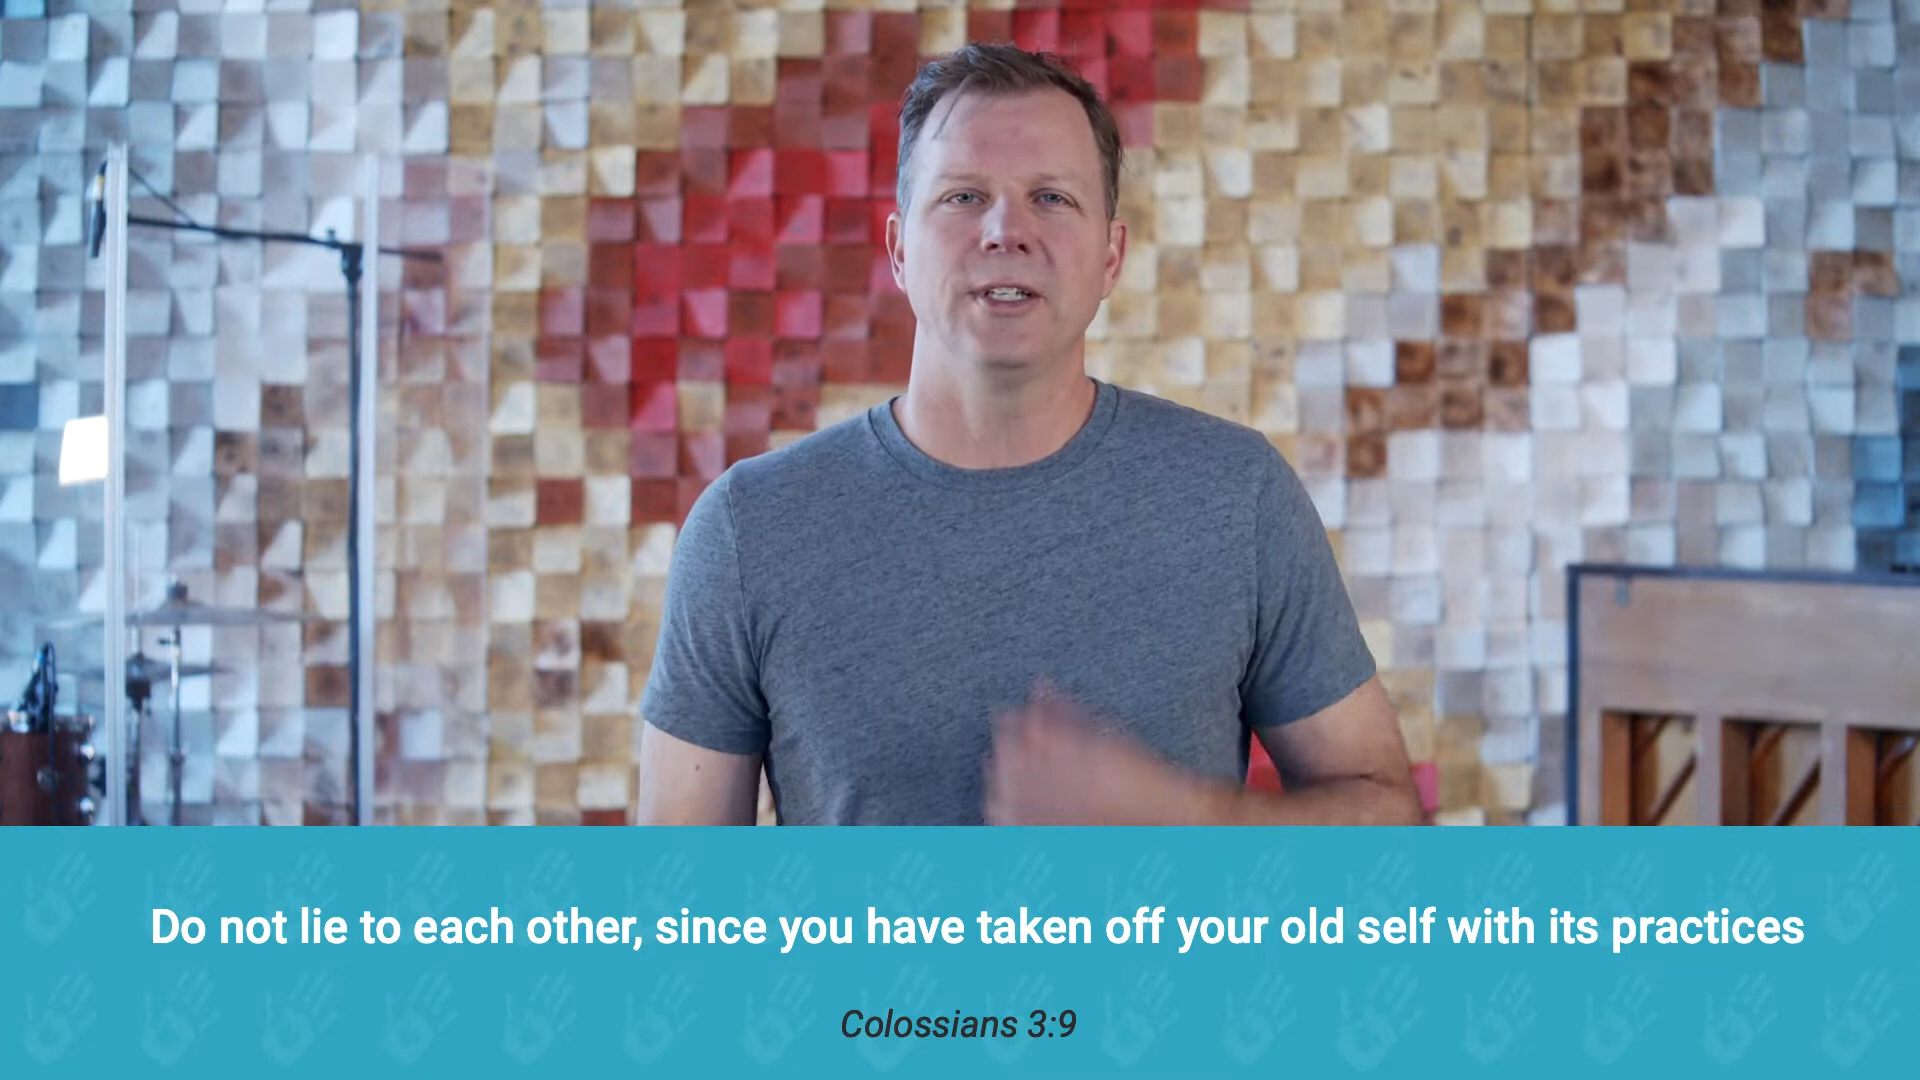 Do not lie to each other, since you have taken off your old self with its practices
Colossians 3:9